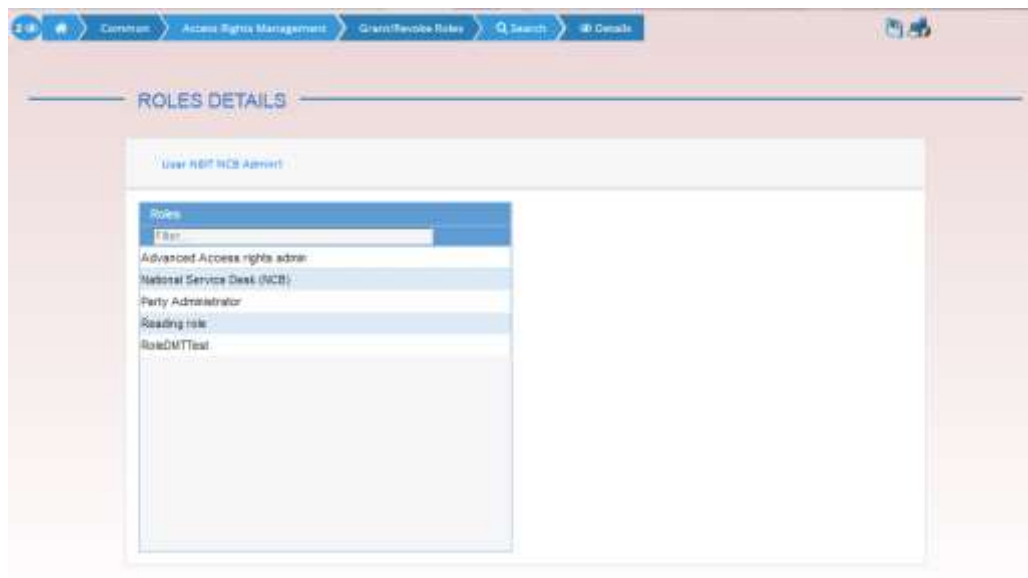 Common Access Rights Management Grant/Revoke Roles Search Details
ROLES DETAILS
User NCB Admin1
Roles
Filter...
Advanced Access rights admin
National Service Desk (NCB)
Party Administrator
Reading role
RoleDMTTest